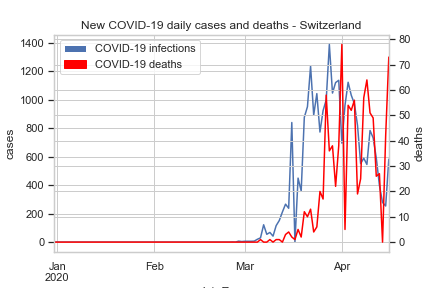 New COVID-19 daily cases and deaths - Switzerland
COVID-19 infections
COVID-19 deaths
1400
1200
1000
800
600
400
200
0
cases
80
70
60
50
40
30
20
10
0
deaths
Jan
2020
Feb
Mar
Apr